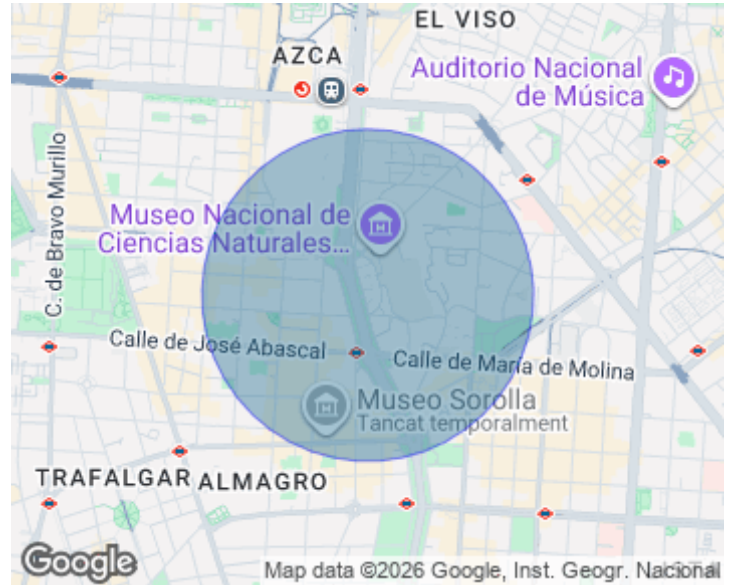 EL VISO
AZCA
Auditorio Nacional
de Música
C. de Bravo Murillo
Museo Nacional de
Ciencias Naturales...
Calle de José Abascal
Calle de María de Molina
Museo Sorolla
Tancat temporalment
TRAFALGAR
ALMAGRO
Google
Map data ©2026 Google, Inst. Geogr. Nacional